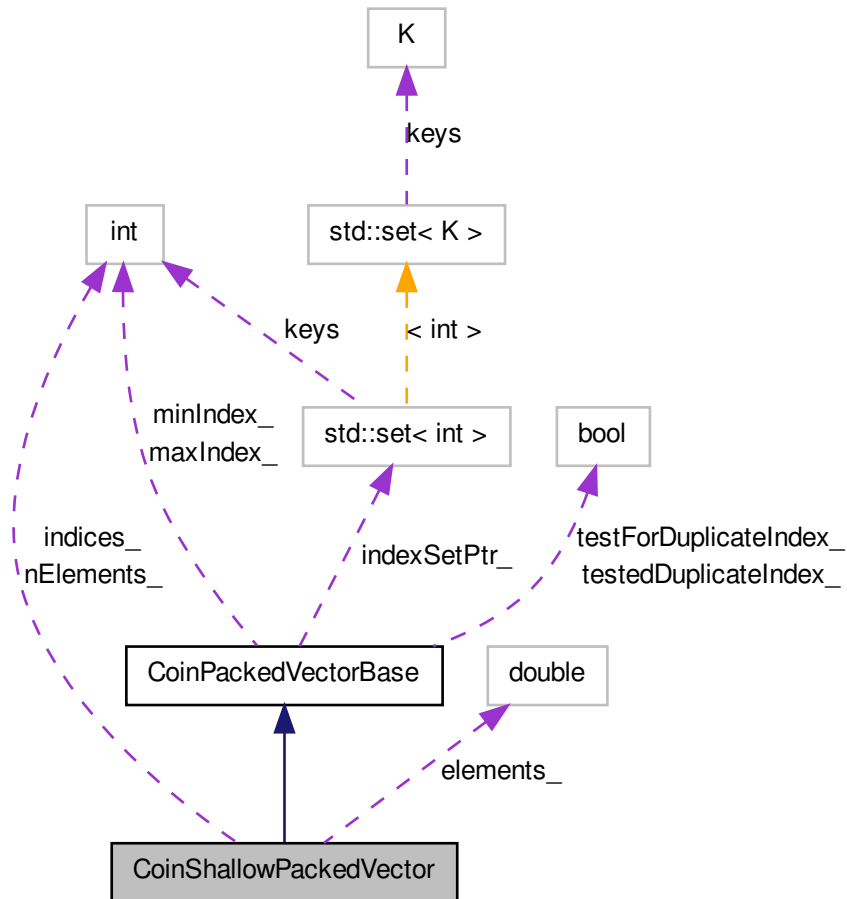 K
keys
int
std::set< K >
keys
< int >
minIndex_
maxIndex_
std::set< int >
bool
indices_
nElements_
indexSetPtr_
testForDuplicateIndex_
testedDuplicateIndex_
CoinPackedVectorBase
double
elements_
CoinShallowPackedVector